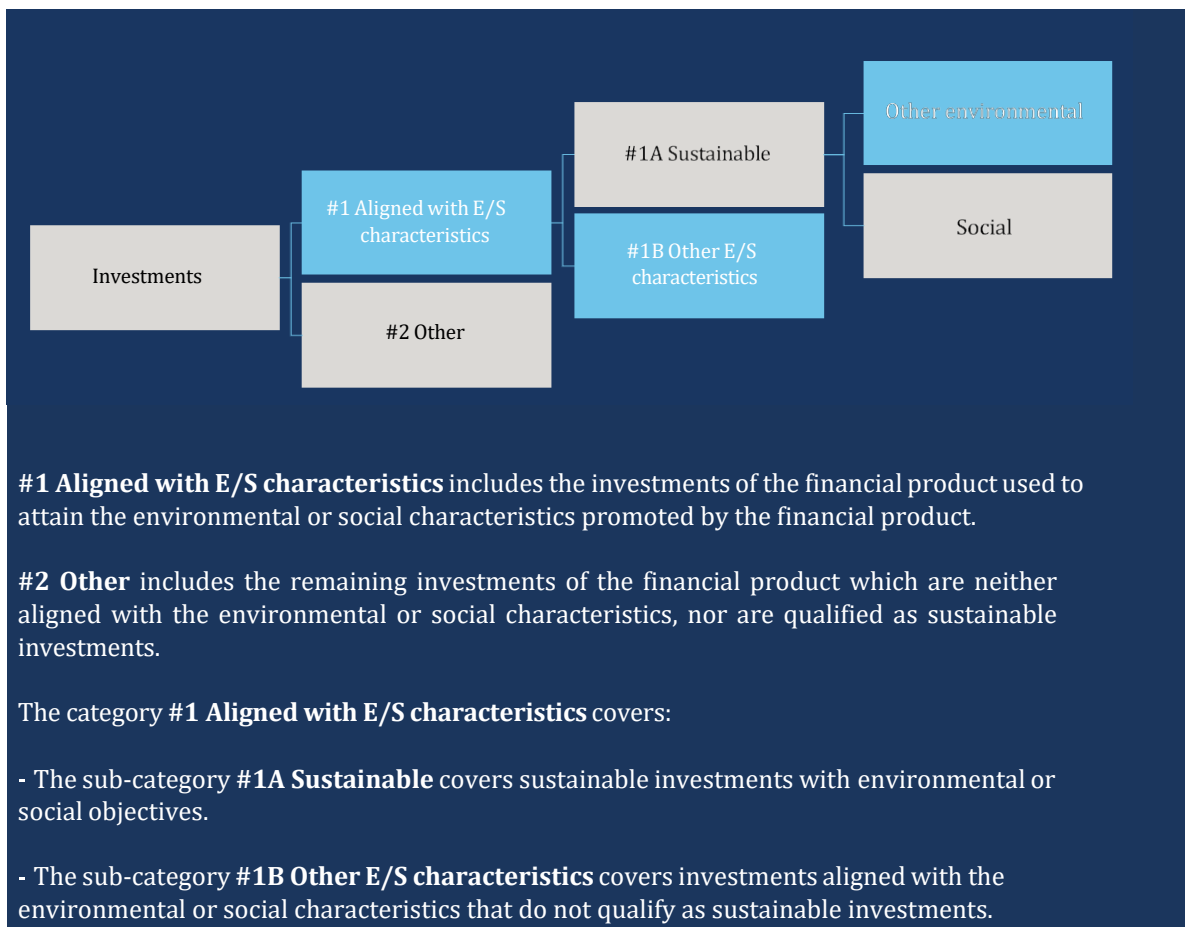 Other environmental
#1A Sustainable
#1 Aligned with E/S
characteristics
Social
#1B Other E/S
characteristics
Investments
#2 Other
#1 Aligned with E/S characteristics includes the investments of the financial product used to
attain the environmental or social characteristics promoted by the financial product.
#2 Other includes the remaining investments of the financial product which are neither
aligned with the environmental or social characteristics, nor are qualified as sustainable
investments.
The category #1 Aligned with E/S characteristics covers:
- The sub-category #1A Sustainable covers sustainable investments with environmental or
social objectives.
- The sub-category #1B Other E/S characteristics covers investments aligned with the
environmental or social characteristics that do not qualify as sustainable investments.